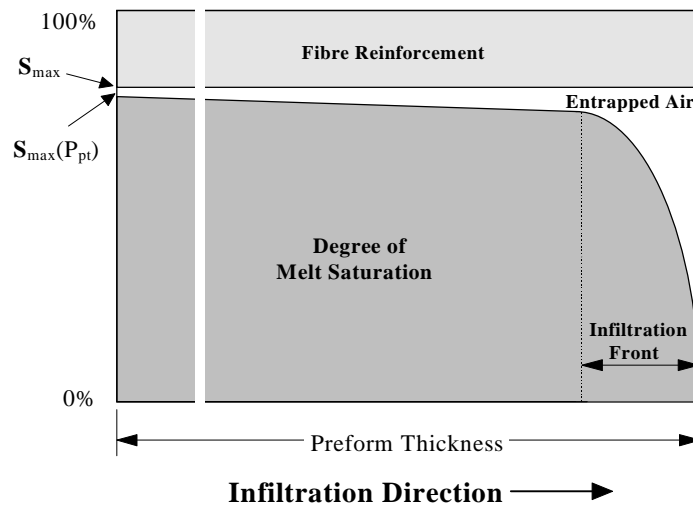 100%
Fibre Reinforcement
Smax
Entrapped Air
Smax(Ppt)
Degree of
Melt Saturation
Infiltration
Front
0%
Preform Thickness
Infiltration Direction